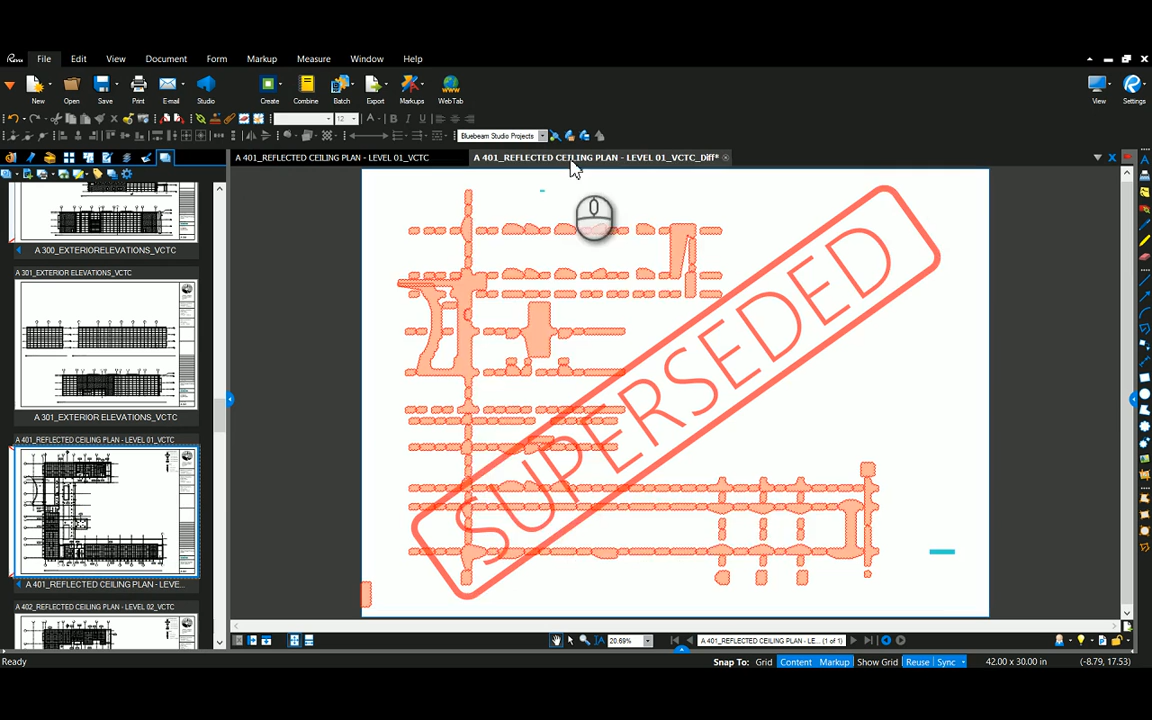 Revu File Edit View Document Form Markup Measure Window Help
New Open Save Print E-mail Studio Create Combine Batch Export Markups WebTab View Settings
12 B I Bluebeam Studio Projects
A 401_REFLECTED CEILING PLAN - LEVEL 01_VCTC
A 401_REFLECTED CEILING PLAN - LEVEL 01_VCTC_Diff*
A 300_EXTERIORELEVATIONS_VCTC
A 301_EXTERIOR ELEVATIONS_VCTC
A 301_EXTERIOR ELEVATIONS_VCTC
A 401_REFLECTED CEILING PLAN - LEVEL 01_VCTC
A 401_REFLECTED CEILING PLAN - LEVE...
A 402_REFLECTED CEILING PLAN - LEVEL 02_VCTC
SUPERSEDED
20.69% A 401_REFLECTED CEILING PLAN - LE... (1 of 1)
Ready Snap To: Grid Content Markup Show Grid Reuse Sync 42.00 x 30.00 in (-8.79, 17.53)